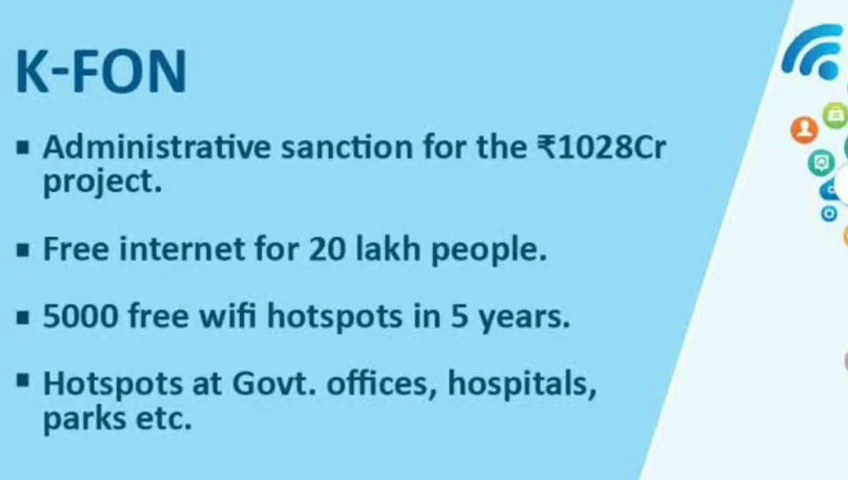 K-FON
▪ Administrative sanction for the ₹1028Cr
project.
▪ Free internet for 20 lakh people.
▪ 5000 free wifi hotspots in 5 years.
▪ Hotspots at Govt. offices, hospitals,
parks etc.